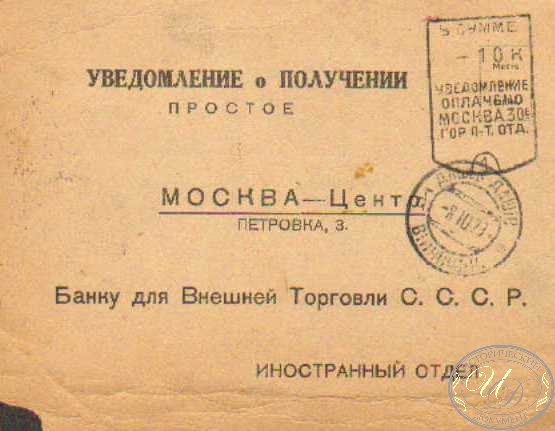 В СУММЕ
- 10 К
УВЕДОМЛЕНИЕ
ОПЛАЧЕНО
МОСКВА. 30Е
ГОР П-Т. ОТД.
УВЕДОМЛЕНИЕ о ПОЛУЧЕНИИ
ПРОСТОЕ
МОСКВА—Центр
ПЕТРОВКА, 3.
Банку для Внешней Торговли С. С. С. Р.
ИНОСТРАННЫЙ ОТДЕЛ